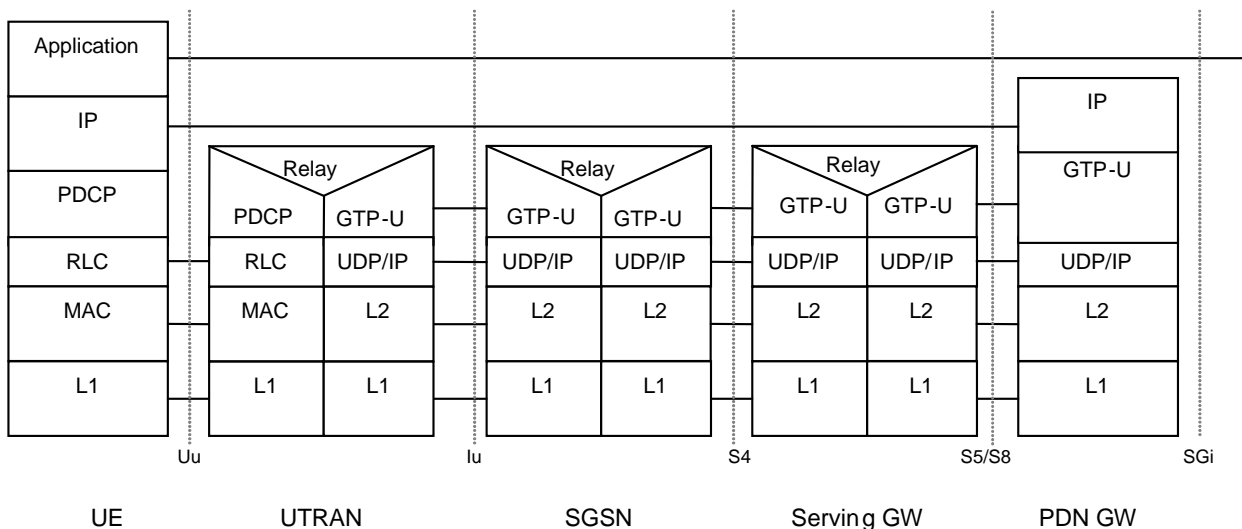 Application
IP
IP
Relay
Relay
Relay
GTP-U
PDCP
PDCP
GTP-U
GTP-U
GTP-U
GTP-U
GTP-U
RLC
RLC
UDP/IP
UDP/IP
UDP/IP
UDP/IP
UDP/IP
UDP/IP
MAC
MAC
L2
L2
L2
L2
L2
L2
L1
L1
L1
L1
L1
L1
L1
L1
Uu
Iu
S4
S5/S8
SGi
UE
UTRAN
SGSN
Serving GW
PDN GW